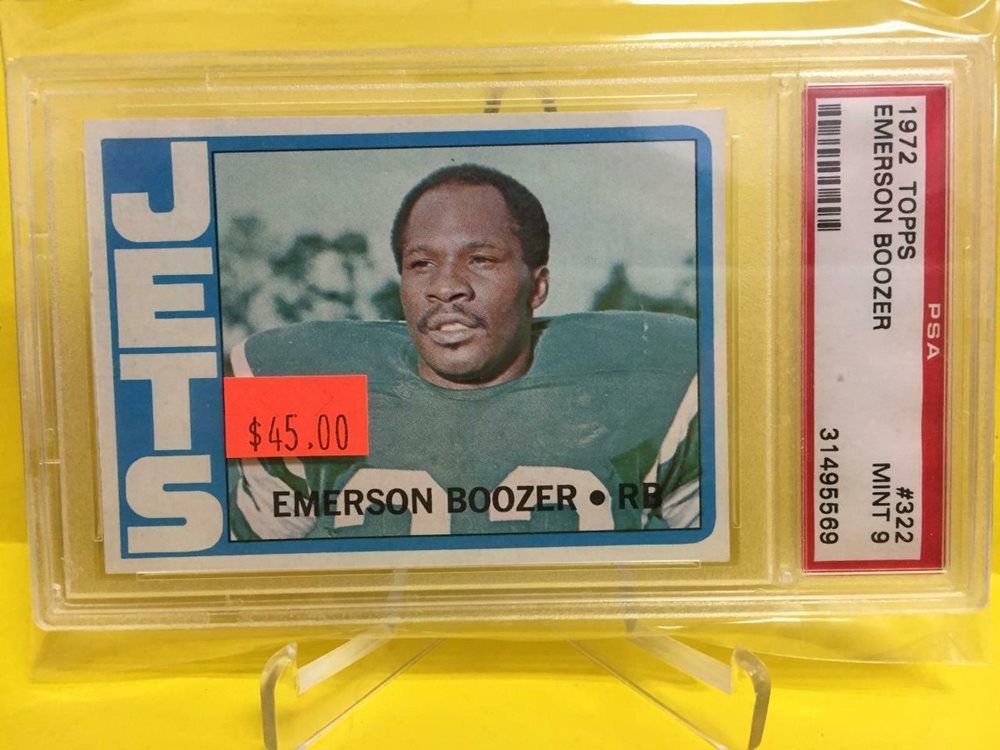 JETS
$45.00
EMERSON BOOZER • RB
PSA
1972 TOPPS #322
EMERSON BOOZER MINT 9
31495569